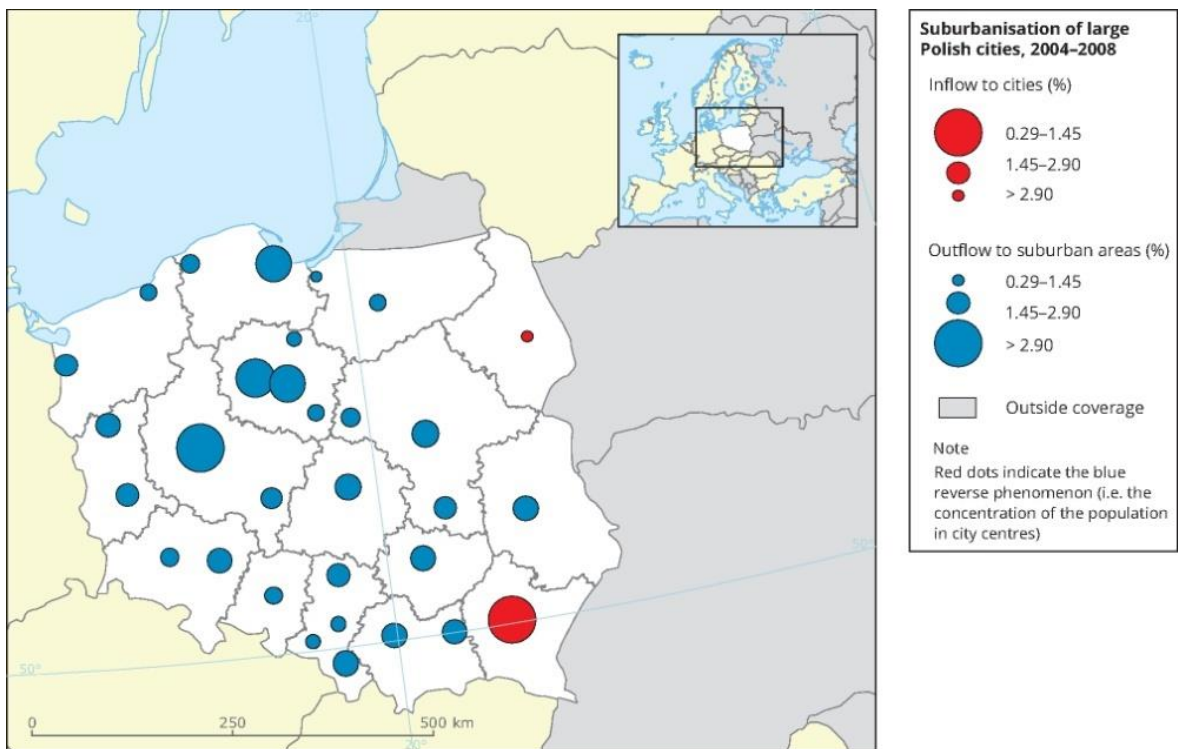 20°
30°
50°
50°
20°
0
250
500 km
Suburbanisation of large
Polish cities, 2004–2008
Inflow to cities (%)
0.29–1.45
1.45–2.90
> 2.90
Outflow to suburban areas (%)
0.29–1.45
1.45–2.90
> 2.90
Outside coverage
Note
Red dots indicate the blue
reverse phenomenon (i.e. the
concentration of the population
in city centres)